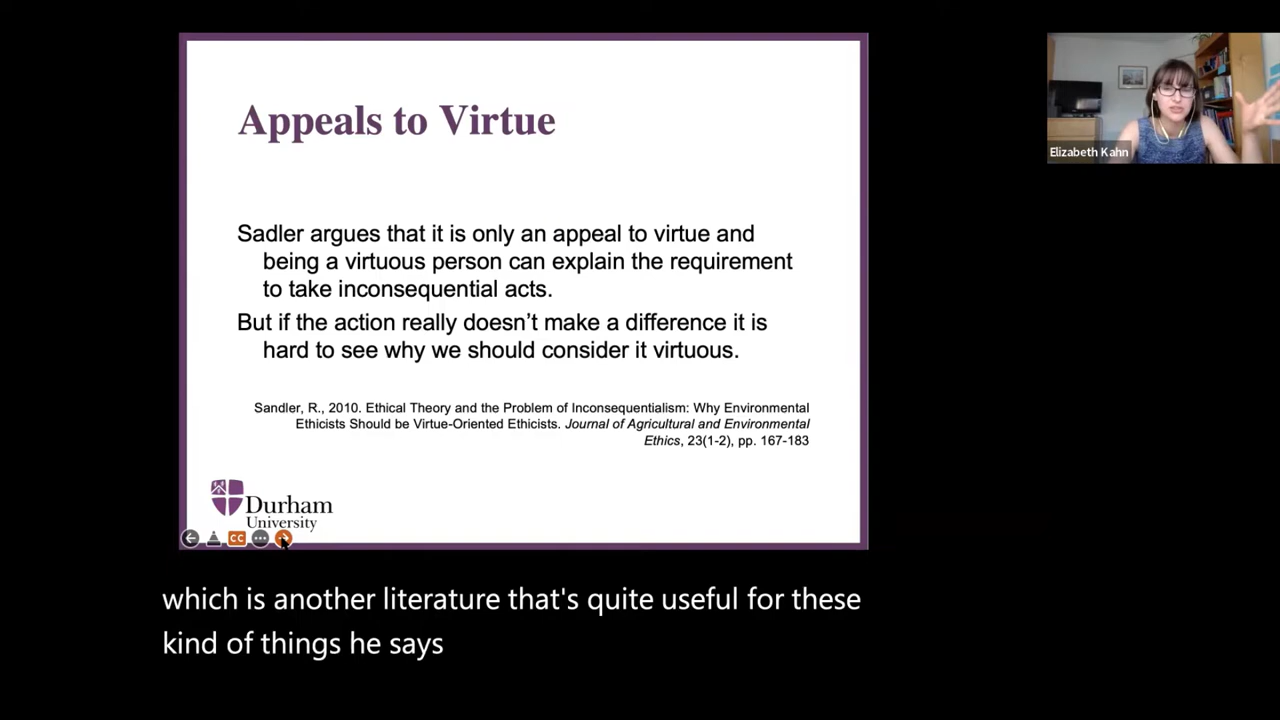 Appeals to Virtue
Sadler argues that it is only an appeal to virtue and
being a virtuous person can explain the requirement
to take inconsequential acts.
But if the action really doesn’t make a difference it is
hard to see why we should consider it virtuous.
Sandler, R., 2010. Ethical Theory and the Problem of Inconsequentialism: Why Environmental
Ethicists Should be Virtue-Oriented Ethicists. Journal of Agricultural and Environmental
Ethics, 23(1-2), pp. 167-183
Durham
University
CC
Elizabeth Kahn
which is another literature that's quite useful for these
kind of things he says